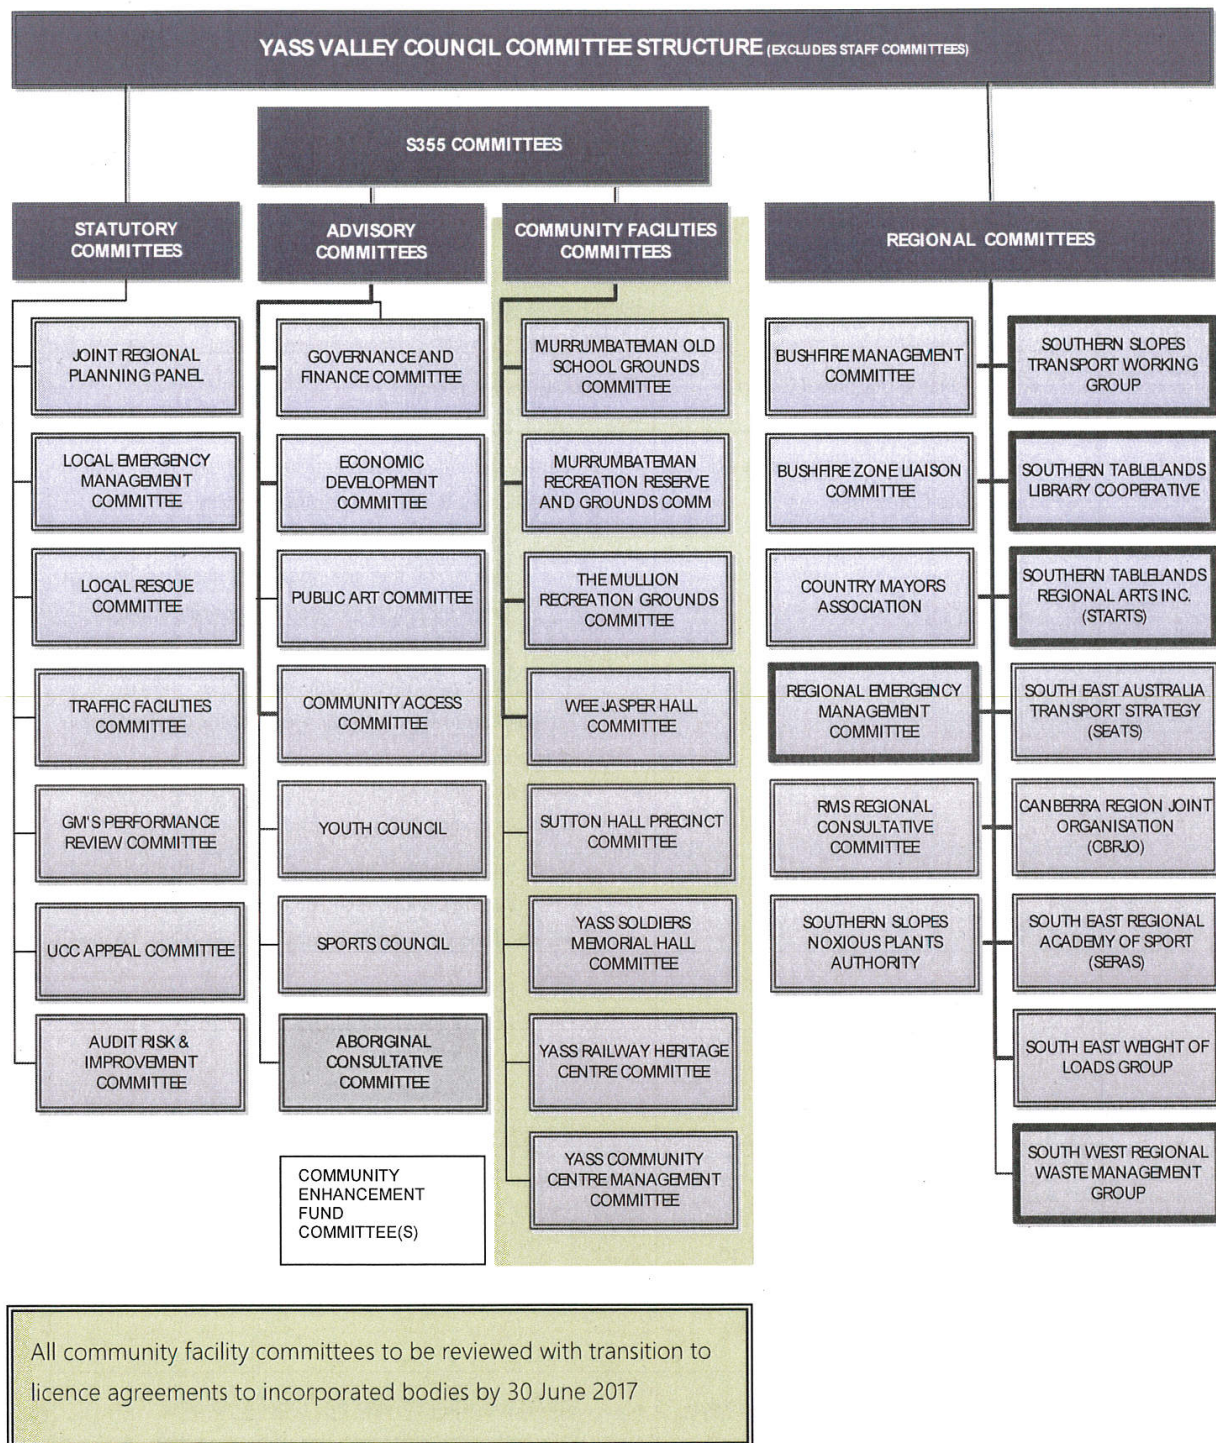 YASS VALLEY COUNCIL COMMITTEE STRUCTURE (EXCLUDES STAFF COMMITTEES)
S355 COMMITTEES
STATUTORY
COMMITTEES
JOINT REGIONAL
PLANNING PANEL
LOCAL EMERGENCY
MANAGEMENT
COMMITTEE
LOCAL RESCUE
COMMITTEE
TRAFFIC FACILITIES
COMMITTEE
GM'S PERFORMANCE
REVIEW COMMITTEE
UCC APPEAL COMMITTEE
AUDIT RISK &
IMPROVEMENT
COMMITTEE
ADVISORY
COMMITTEES
GOVERNANCE AND
FINANCE COMMITTEE
ECONOMIC
DEVELOPMENT
COMMITTEE
PUBLIC ART COMMITTEE
COMMUNITY ACCESS
COMMITTEE
YOUTH COUNCIL
SPORTS COUNCIL
ABORIGINAL
CONSULTATIVE
COMMITTEE
COMMUNITY
ENHANCEMENT
FUND
COMMITTEE(S)
COMMUNITY FACILITIES
COMMITTEES
MURRUMBATEMAN OLD
SCHOOL GROUNDS
COMMITTEE
MURRUMBATEMAN
RECREATION RESERVE
AND GROUNDS COMM
THE MULLION
RECREATION GROUNDS
COMMITTEE
WEE JASPER HALL
COMMITTEE
SUTTON HALL PRECINCT
COMMITTEE
YASS SOLDIERS
MEMORIAL HALL
COMMITTEE
YASS RAILWAY HERITAGE
CENTRE COMMITTEE
YASS COMMUNITY
CENTRE MANAGEMENT
COMMITTEE
REGIONAL COMMITTEES
BUSHFIRE MANAGEMENT
COMMITTEE
BUSHFIRE ZONE LIAISON
COMMITTEE
COUNTRY MAYORS
ASSOCIATION
REGIONAL EMERGENCY
MANAGEMENT
COMMITTEE
RMS REGIONAL
CONSULTATIVE
COMMITTEE
SOUTHERN SLOPES
NOXIOUS PLANTS
AUTHORITY
SOUTHERN SLOPES
TRANSPORT WORKING
GROUP
SOUTHERN TABLELANDS
LIBRARY COOPERATIVE
SOUTHERN TABLELANDS
REGIONAL ARTS INC.
(STARTS)
SOUTH EAST AUSTRALIA
TRANSPORT STRATEGY
(SEATS)
CANBERRA REGION JOINT
ORGANISATION
(CBRJO)
SOUTH EAST REGIONAL
ACADEMY OF SPORT
(SERAS)
SOUTH EAST WEIGHT OF
LOADS GROUP
SOUTH WEST REGIONAL
WASTE MANAGEMENT
GROUP
All community facility committees to be reviewed with transition to
licence agreements to incorporated bodies by 30 June 2017